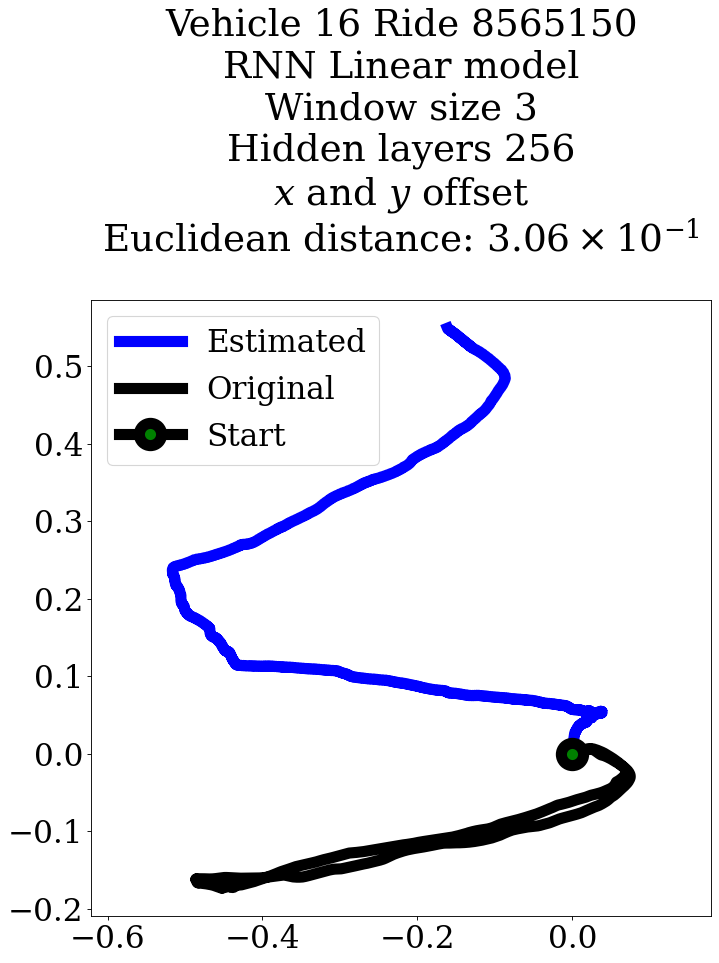 Vehicle 16 Ride 8565150
RNN Linear model
Window size 3
Hidden layers 256
x and y offset
Euclidean distance: 3.06 × 10⁻¹
Estimated
Original
Start
0.5
0.4
0.3
0.2
0.1
0.0
−0.1
−0.2
−0.6 −0.4 −0.2 0.0